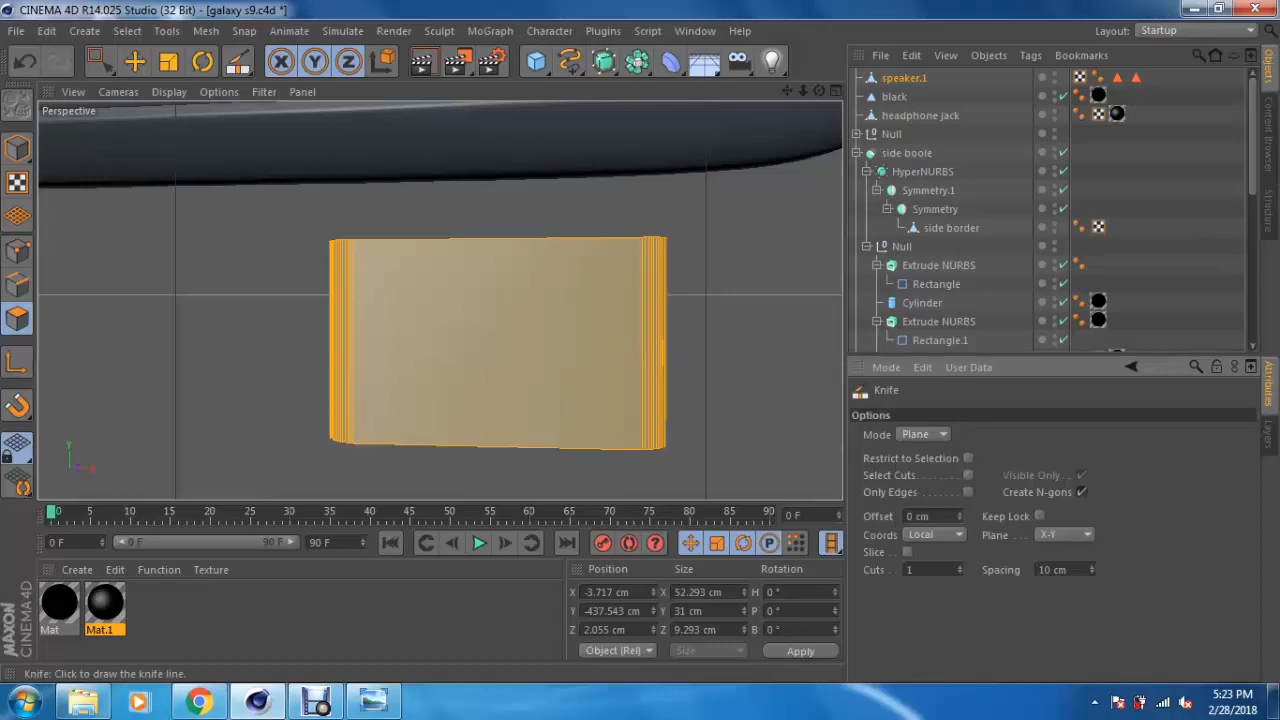 CINEMA 4D R14.025 Studio (32 Bit) - [galaxy s9.c4d *]
File Edit Create Select Tools Mesh Snap Animate Simulate Render Sculpt MoGraph Character Plugins Script Window Help
Layout: Startup
File Edit View Objects Tags Bookmarks
View Cameras Display Options Filter Panel
Perspective
speaker.1
black
headphone jack
Null
side boole
HyperNURBS
Symmetry.1
Symmetry
side border
Null
Extrude NURBS
Rectangle
Cylinder
Extrude NURBS
Rectangle.1
Objects
Content Browser
Structure
Attributes
Layers
Mode Edit User Data
Knife
Options
Mode Plane
Restrict to Selection
Select Cuts Visible Only
Only Edges Create N-gons
Offset 0 cm Keep Lock
Coords Local Plane X-Y
Slice
Cuts 1 Spacing 10 cm
Y
X
0 5 10 15 20 25 30 35 40 45 50 55 60 65 70 75 80 85 90 0 F
0 F 0 F 90 F 90 F
Create Edit Function Texture
Mat
Mat.1
Position Size Rotation
X -3.717 cm X 52.293 cm H 0 °
Y -437.543 cm Y 31 cm P 0 °
Z 2.055 cm Z 9.293 cm B 0 °
Object (Rel) Size Apply
MAXON
CINEMA 4D
Knife: Click to draw the knife line.
5:23 PM
2/28/2018